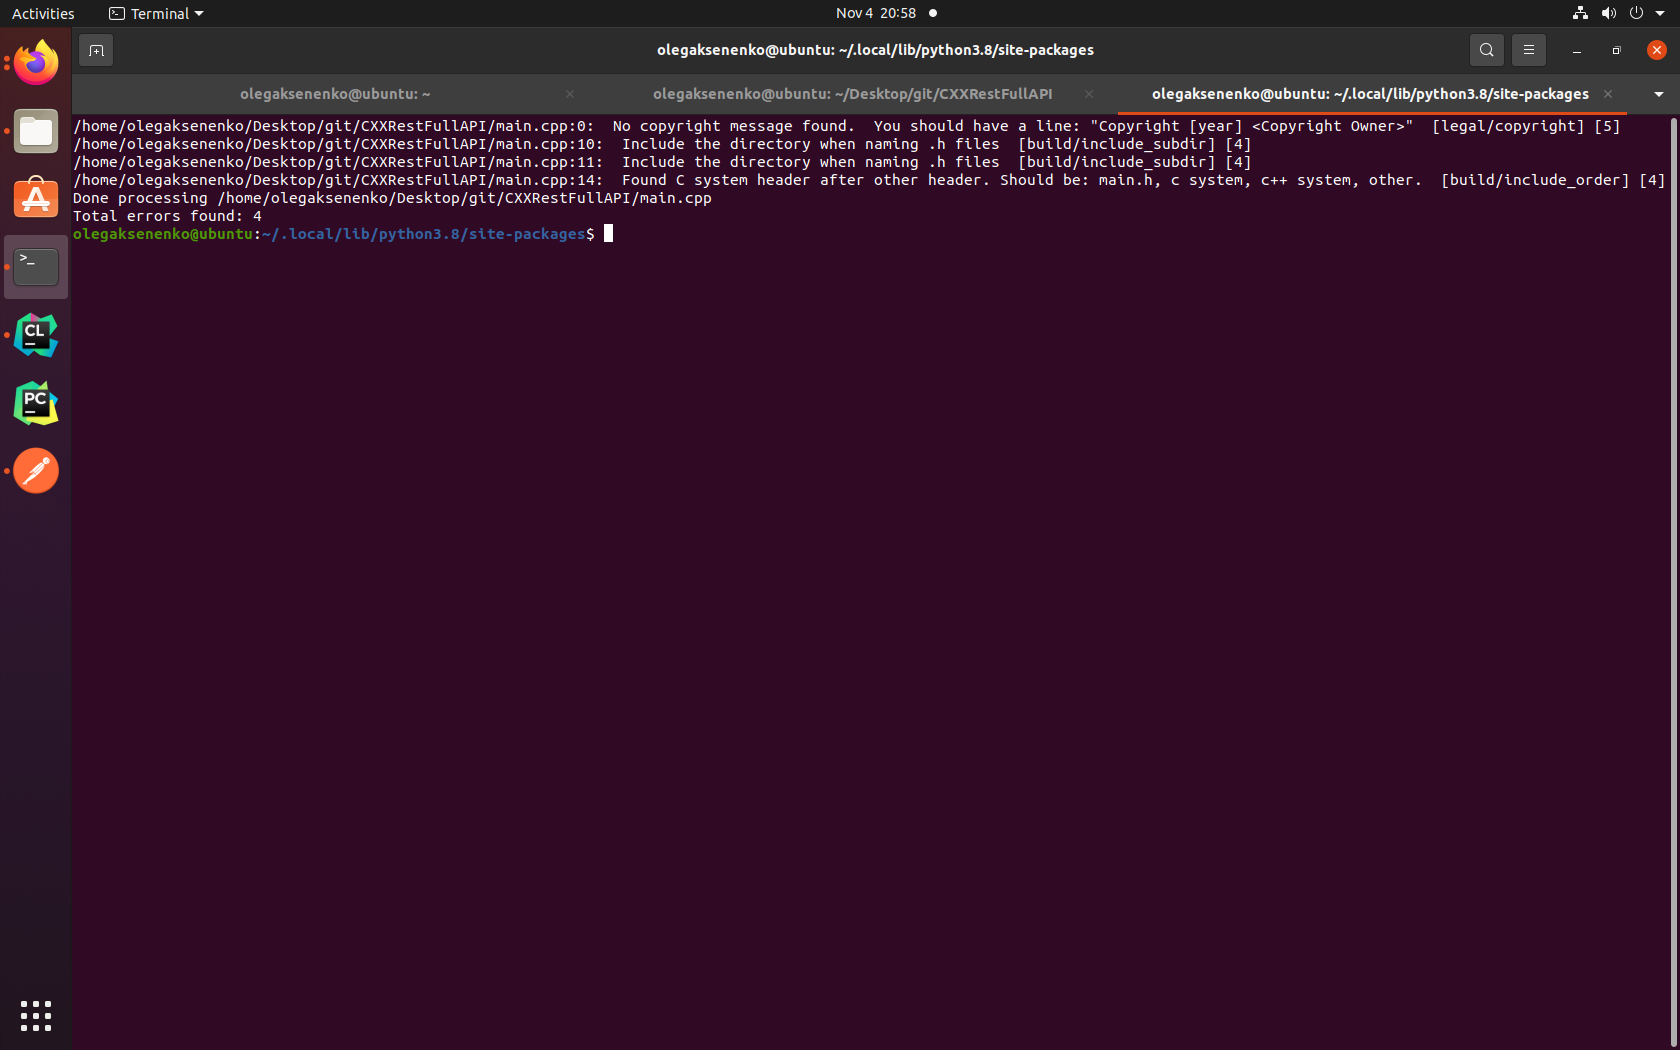 Activities
Terminal
Nov 4 20:58
olegaksenenko@ubuntu: ~/.local/lib/python3.8/site-packages
olegaksenenko@ubuntu: ~
olegaksenenko@ubuntu: ~/Desktop/git/CXXRestFullAPI
olegaksenenko@ubuntu: ~/.local/lib/python3.8/site-packages
/home/olegaksenenko/Desktop/git/CXXRestFullAPI/main.cpp:0:  No copyright message found.  You should have a line: "Copyright [year] <Copyright Owner>"  [legal/copyright] [5]
/home/olegaksenenko/Desktop/git/CXXRestFullAPI/main.cpp:10:  Include the directory when naming .h files  [build/include_subdir] [4]
/home/olegaksenenko/Desktop/git/CXXRestFullAPI/main.cpp:11:  Include the directory when naming .h files  [build/include_subdir] [4]
/home/olegaksenenko/Desktop/git/CXXRestFullAPI/main.cpp:14:  Found C system header after other header. Should be: main.h, c system, c++ system, other.  [build/include_order] [4]
Done processing /home/olegaksenenko/Desktop/git/CXXRestFullAPI/main.cpp
Total errors found: 4
olegaksenenko@ubuntu:~/.local/lib/python3.8/site-packages$
>_
CL
PC